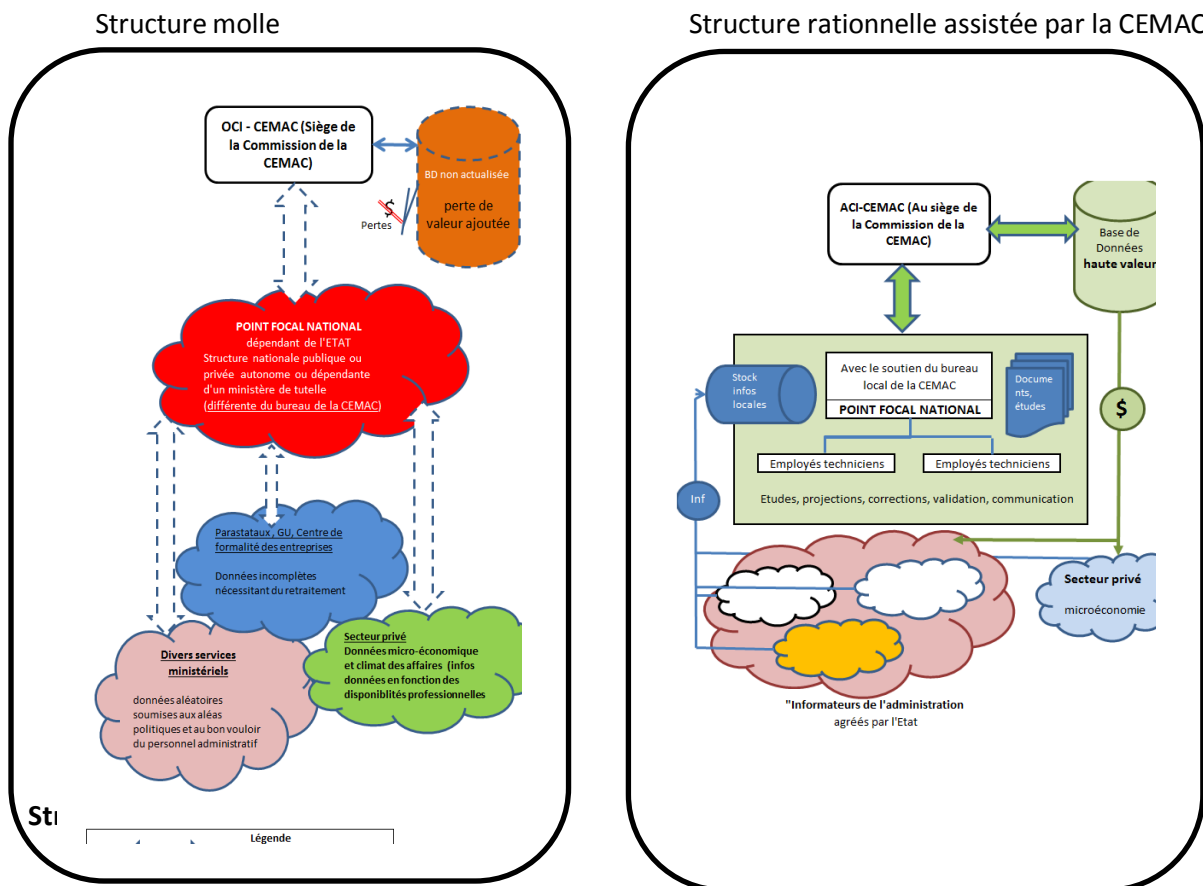 Structure molle
OCI - CEMAC (Siège de
la Commission de la
CEMAC)
BD non actualisée
perte de
valeur ajoutée
$
Pertes
POINT FOCAL NATIONAL
dépendant de l'ETAT
Structure nationale publique ou
privée autonome ou dépendante
d'un ministère de tutelle
(différente du bureau de la CEMAC)
Parastataux , GU, Centre de
formalité des entreprises
Données incomplètes
nécessitant du retraitement
Divers services
ministériels
données aléatoires
soumises aux aléas
politiques et au bon vouloir
du personnel administratif
Secteur privé
Données micro-économique
et climat des affaires (infos
données en fonction des
disponiblités professionnelles
Légende
Structure rationnelle assistée par la CEMAC
ACI-CEMAC (Au siège de
la Commission de la
CEMAC)
Base de
Données
haute valeur
Stock
infos
locales
Avec le soutien du bureau
local de la CEMAC
POINT FOCAL NATIONAL
Docume
nts,
études
$
Employés techniciens
Employés techniciens
Inf
Etudes, projections, corrections, validation, communication
Secteur privé
microéconomie
"Informateurs de l'administration
agréés par l'Etat